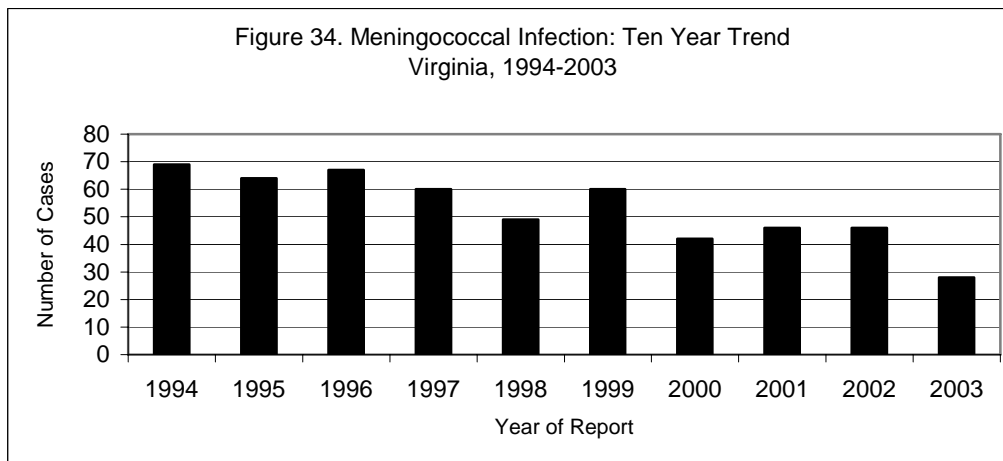 Figure 34. Meningococcal Infection: Ten Year Trend
Virginia, 1994-2003
80
70
60
50
40
30
20
10
0
Number of Cases
1994 1995 1996 1997 1998 1999 2000 2001 2002 2003
Year of Report